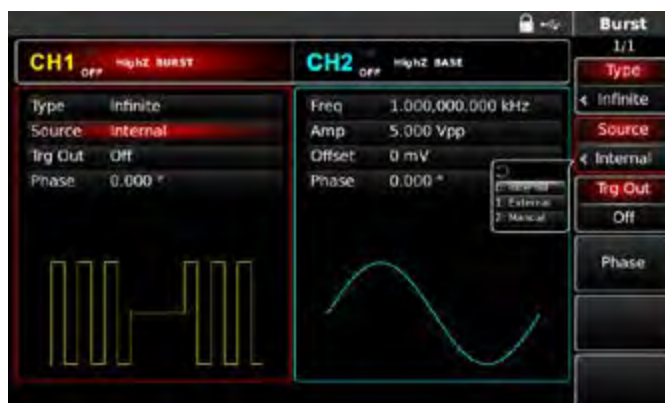 Burst
1/1
CH1 OFF HighZ BURST
CH2 OFF HighZ BASE
Type
Type Infinite
Freq 1.000,000,000 kHz
Infinite
Source Internal
Amp 5.000 Vpp
Source
Trg Out Off
Offset 0 mV
Internal
Phase 0.000 °
Phase 0.000 °
0: Internal
1: External
2: Manual
Trg Out
Off
Phase